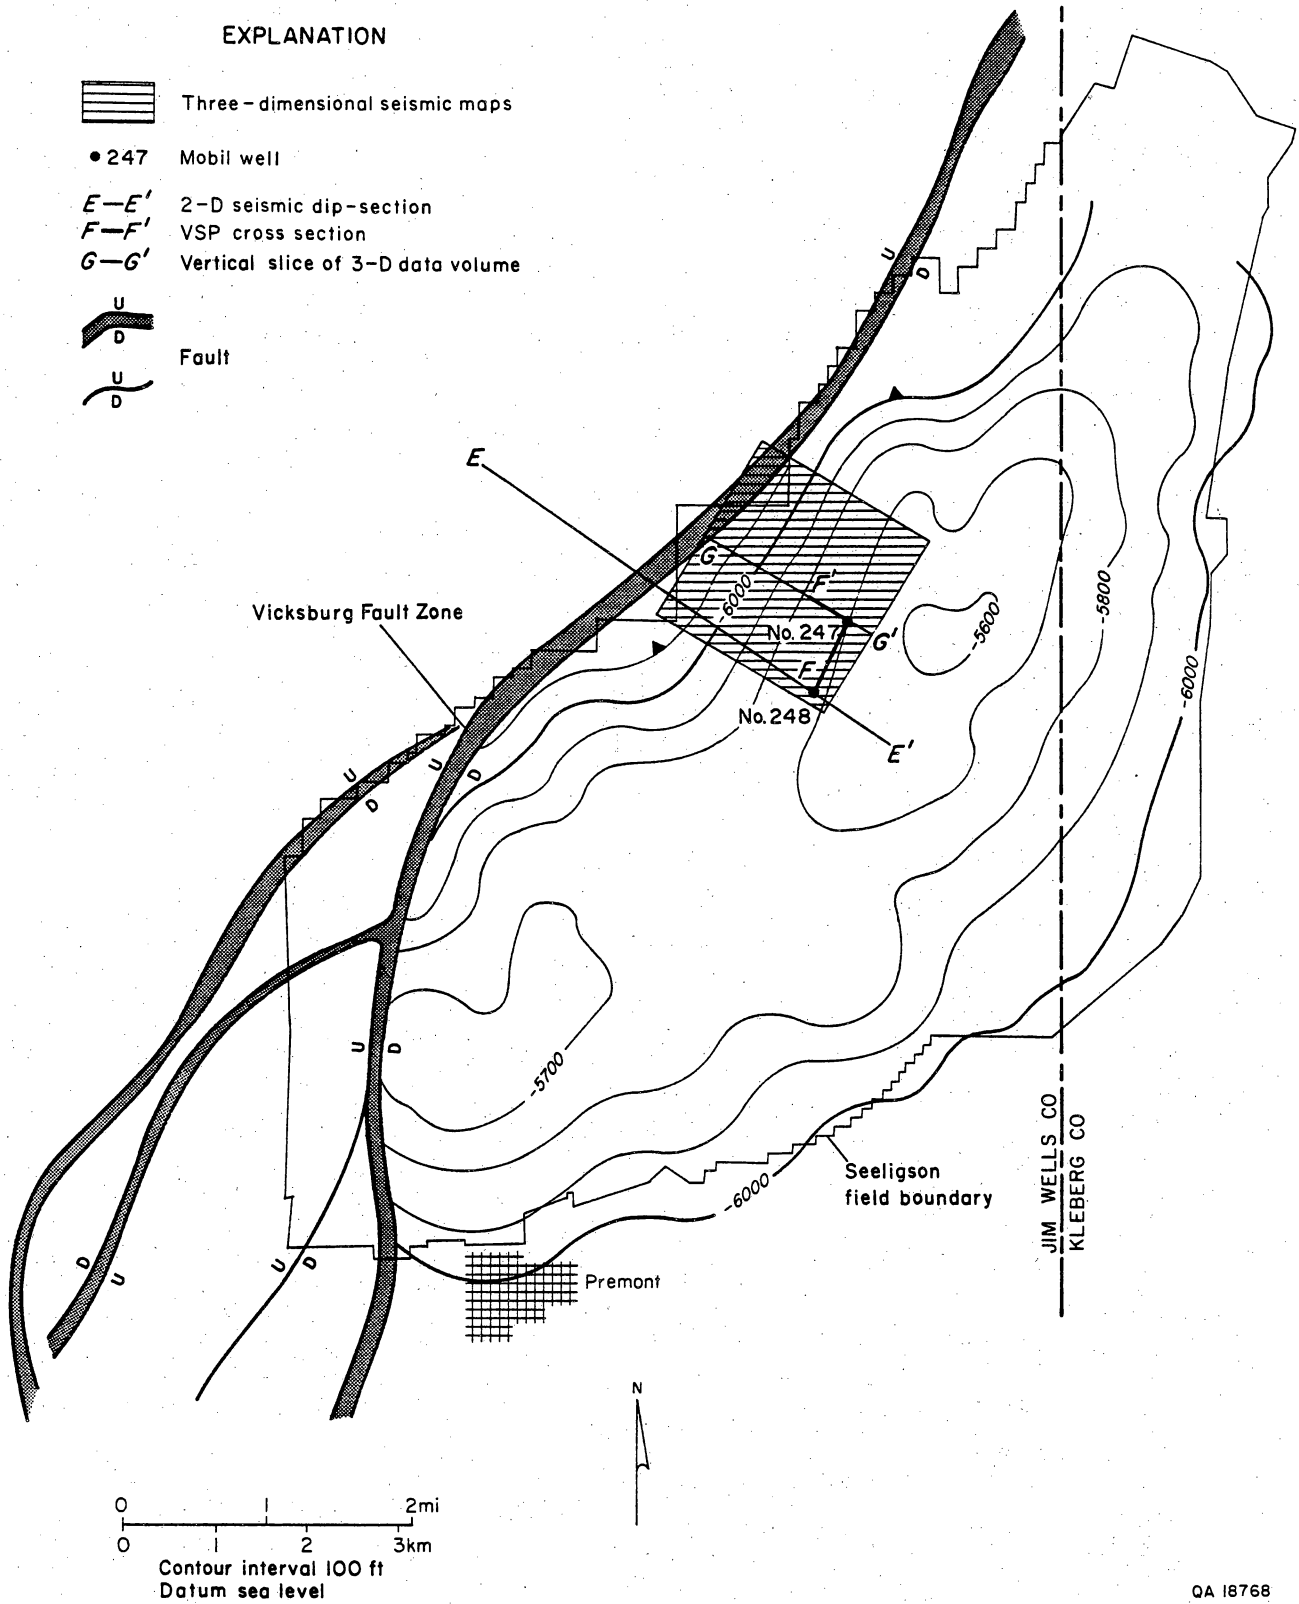 EXPLANATION
Three-dimensional seismic maps
247 Mobil well
E—E' 2-D seismic dip-section
F—F' VSP cross section
G—G' Vertical slice of 3-D data volume
U
D
Fault
U
D
U
D
E
G
F'
-6000
No. 247
G'
F
No. 248
E'
-5600
-5800
-6000
Vicksburg Fault Zone
U
D
U
D
U
D
-5700
D
U
U
D
-6000
Seeligson
field boundary
JIM WELLS CO
KLEBERG CO
Premont
N
0 1 2mi
0 1 2 3km
Contour interval 100 ft
Datum sea level
QA 18768